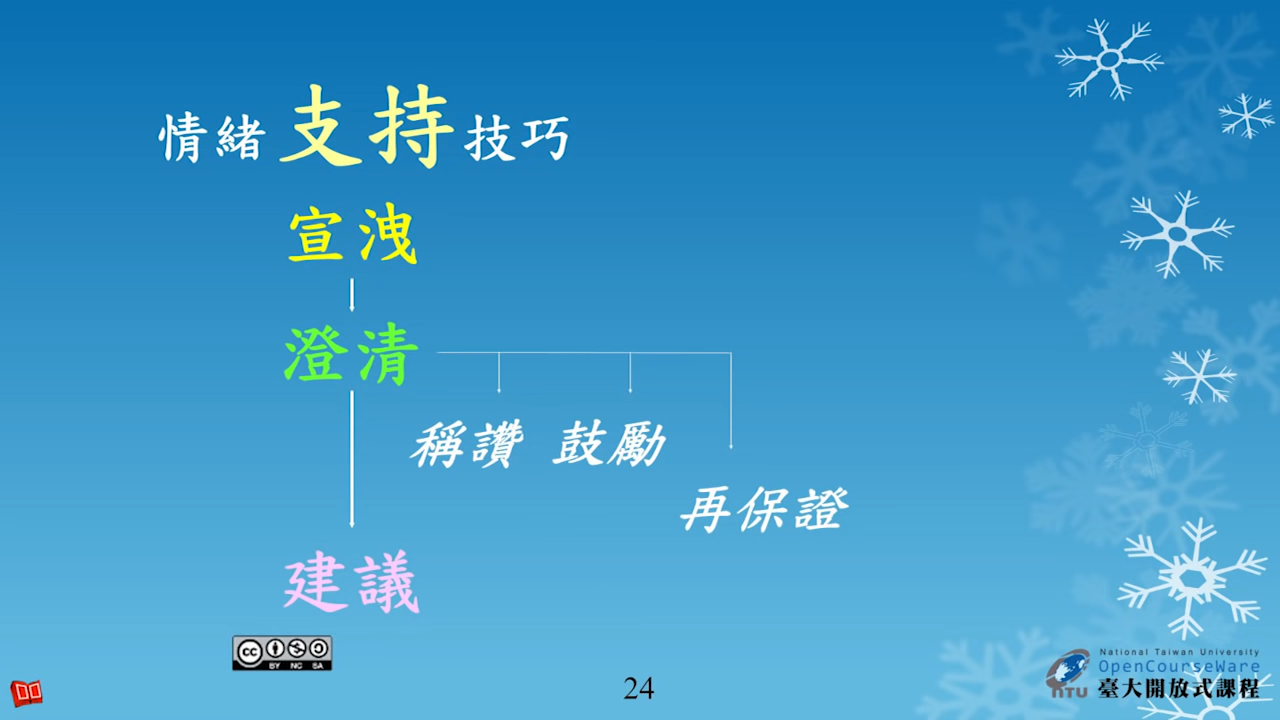 情緒支持技巧
宣洩
澄清
稱讚 鼓勵
再保證
建議
cc
BY NC SA
24
National Taiwan University
OpenCourseWare
NTU 臺大開放式課程